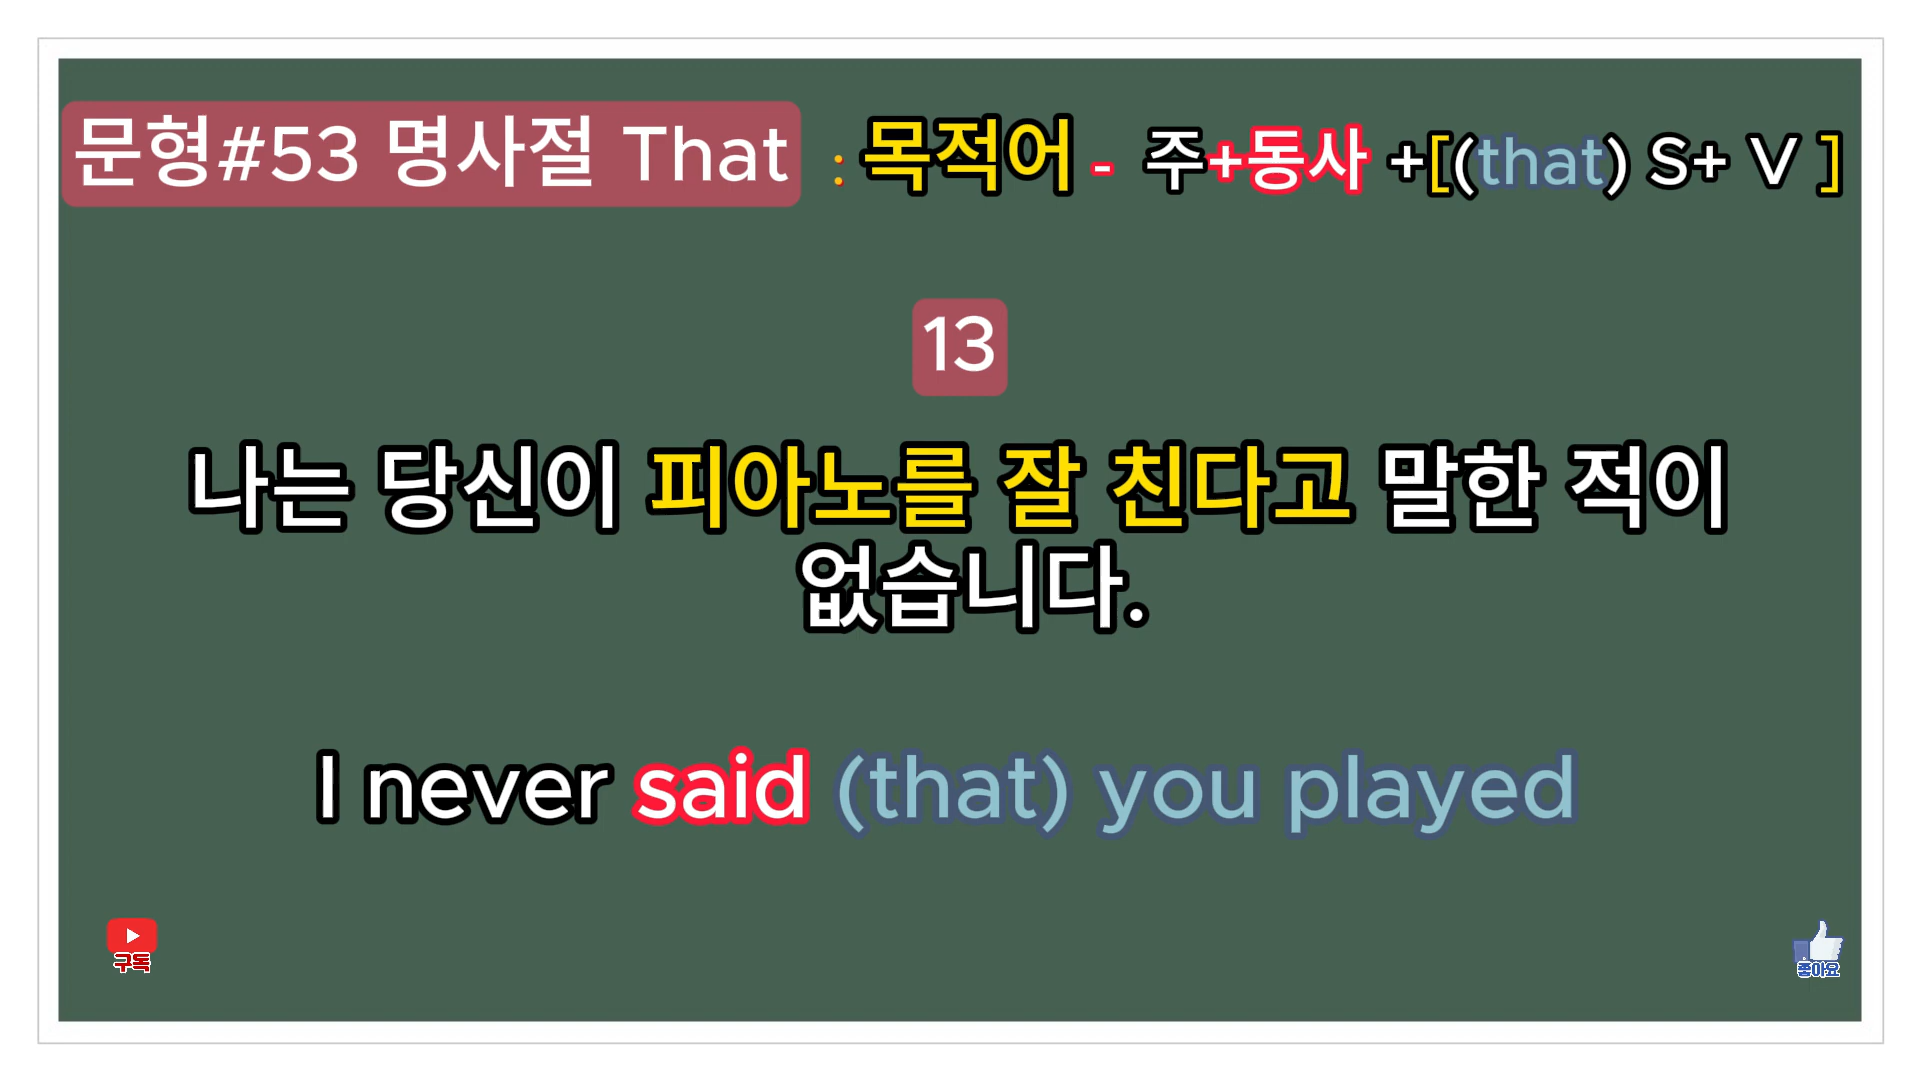 문형#53 명사절 That : 목적어 - 주+동사 +[(that) S+ V ]
13
나는 당신이 피아노를 잘 친다고 말한 적이
없습니다.
I never said (that) you played
구독
좋아요